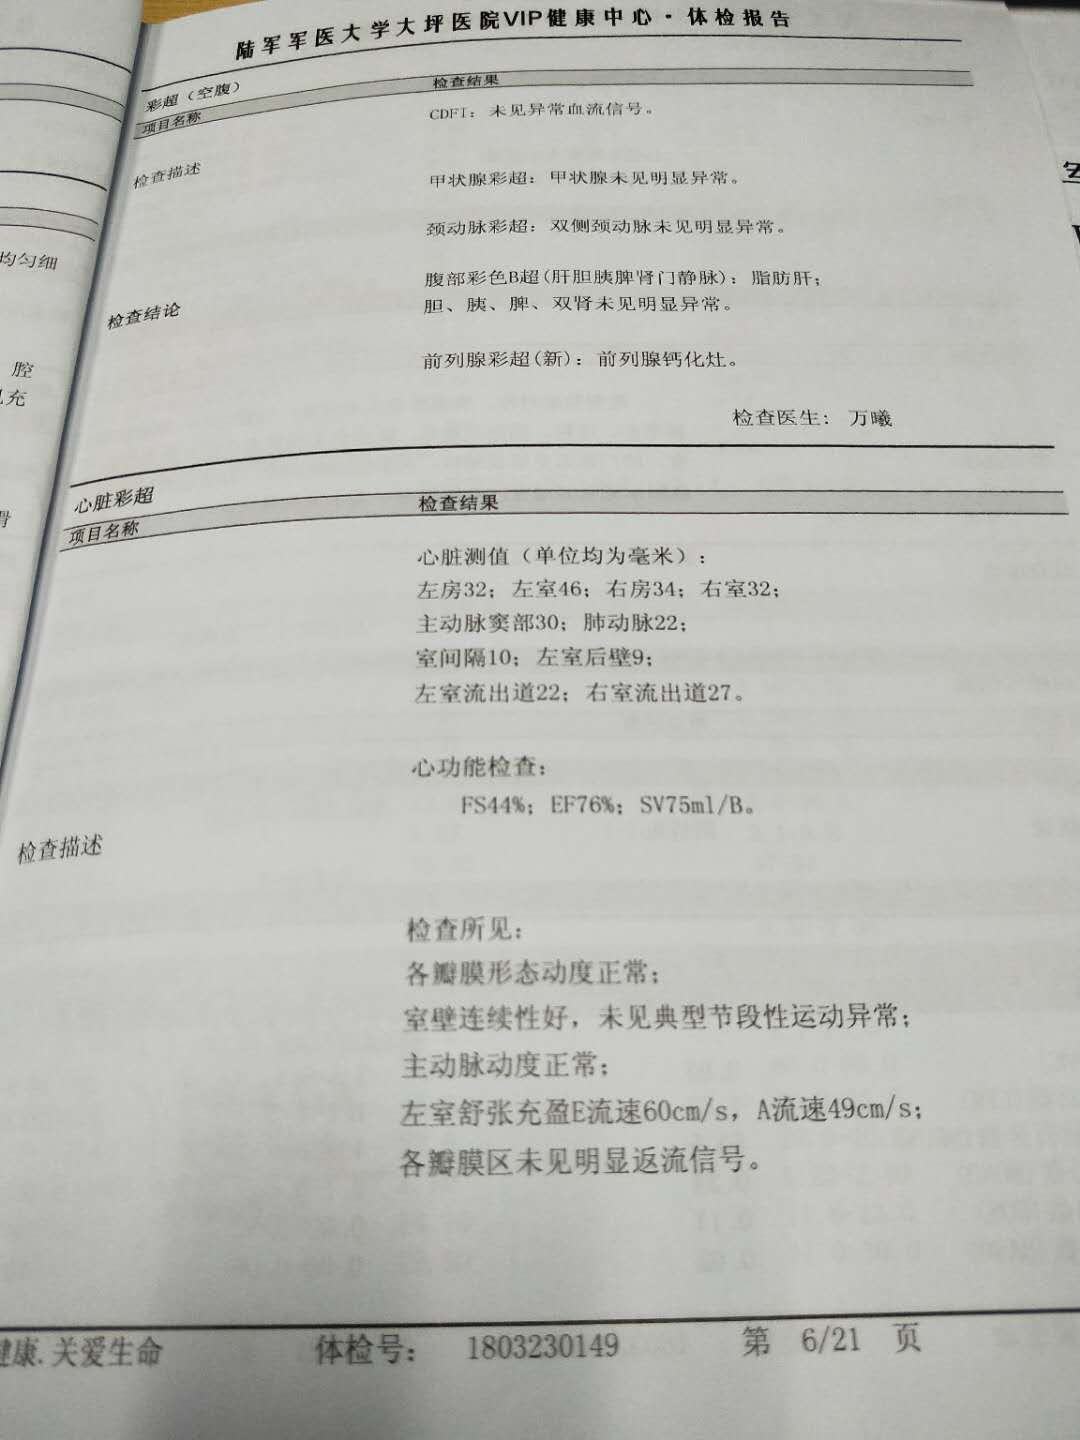 陆军军医大学大坪医院VIP健康中心·体检报告
彩超（空腹）
项目名称 检查结果
CDFI：未见异常血流信号。
检查描述
甲状腺彩超：甲状腺未见明显异常。
颈动脉彩超：双侧颈动脉未见明显异常。
腹部彩色B超(肝胆胰脾肾门静脉)：脂肪肝；
检查结论
胆、胰、脾、双肾未见明显异常。
前列腺彩超(新)：前列腺钙化灶。
检查医生：万曦
心脏彩超
项目名称 检查结果
心脏测值（单位均为毫米）：
左房32；左室46；右房34；右室32；
主动脉窦部30；肺动脉22；
室间隔10；左室后壁9；
左室流出道22；右室流出道27。
心功能检查：
FS44%；EF76%；SV75ml/B。
检查描述
检查所见：
各瓣膜形态动度正常；
室壁连续性好，未见典型节段性运动异常；
主动脉动度正常；
左室舒张充盈E流速60cm/s，A流速49cm/s；
各瓣膜区未见明显返流信号。
健康.关爱生命 体检号： 1803230149 第 6/21 页
均匀细
腔
充